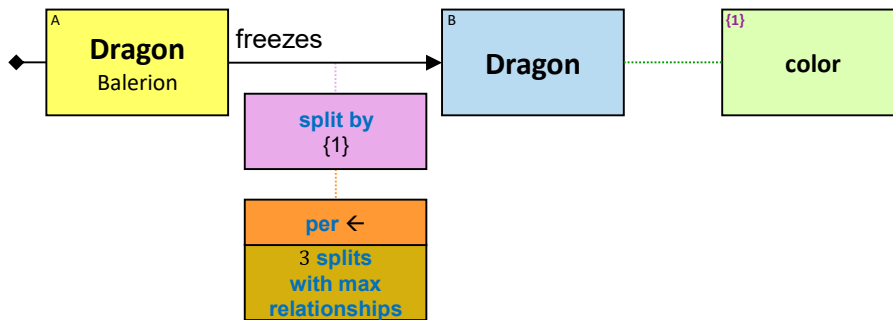 A
Dragon
Balerion
freezes
B
Dragon
{1}
color
split by
{1}
per ←
3 splits
with max
relationships